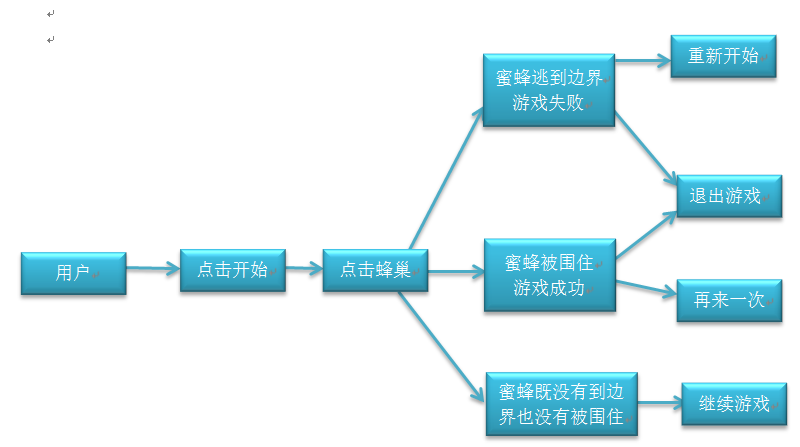 用户
点击开始
点击蜂巢
蜜蜂逃到边界
游戏失败
重新开始
退出游戏
蜜蜂被围住
游戏成功
再来一次
蜜蜂既没有到边
界也没有被围住
继续游戏